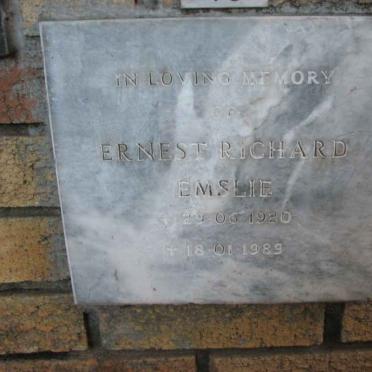 IN LOVING MEMORY
OF
ERNEST RICHARD
EMSLIE
* 29·06·1920
+ 18·01·1989